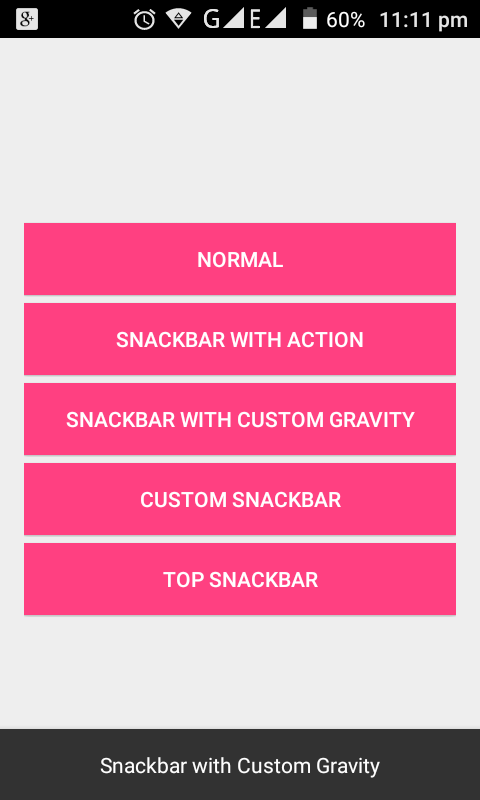 g+ G E 60% 11:11 pm
NORMAL
SNACKBAR WITH ACTION
SNACKBAR WITH CUSTOM GRAVITY
CUSTOM SNACKBAR
TOP SNACKBAR
Snackbar with Custom Gravity